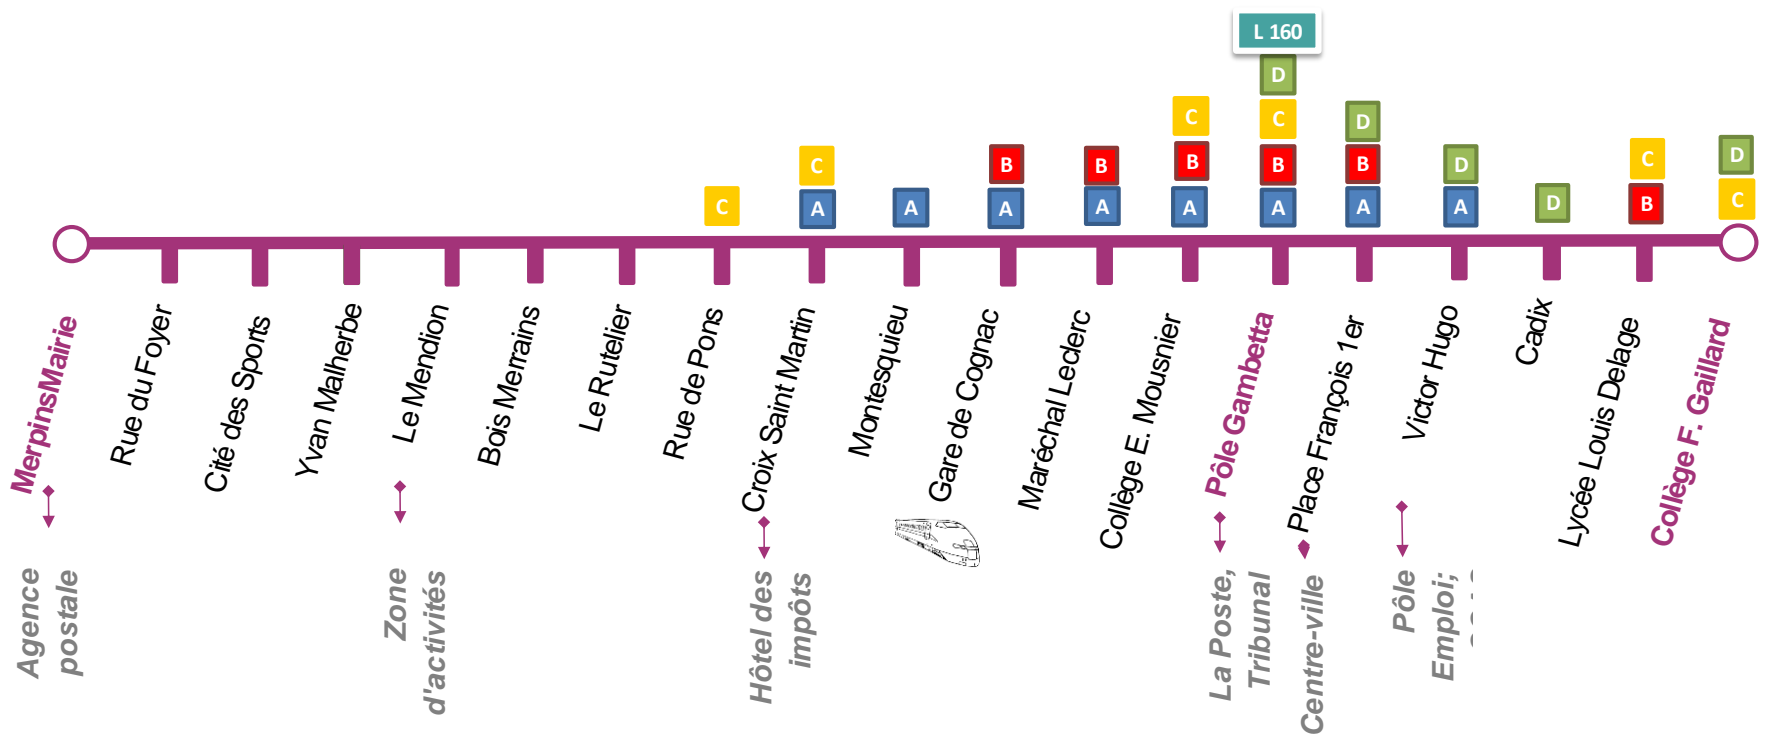 L 160
D
C
C
D
C
B
B
B
B
B
D
C
D
C
A
A
A
A
A
A
A
A
D
B
C
MerpinsMairie
Rue du Foyer
Cité des Sports
Yvan Malherbe
Le Mendion
Bois Merrains
Le Rutelier
Rue de Pons
Croix Saint Martin
Montesquieu
Gare de Cognac
Maréchal Leclerc
Collège E. Mousnier
Pôle Gambetta
Place François 1er
Victor Hugo
Cadix
Lycée Louis Delage
Collège F. Gaillard
Agence
postale
Zone
d'activités
Hôtel des
impôts
La Poste,
Tribunal
Centre-ville
Pôle
Emploi;